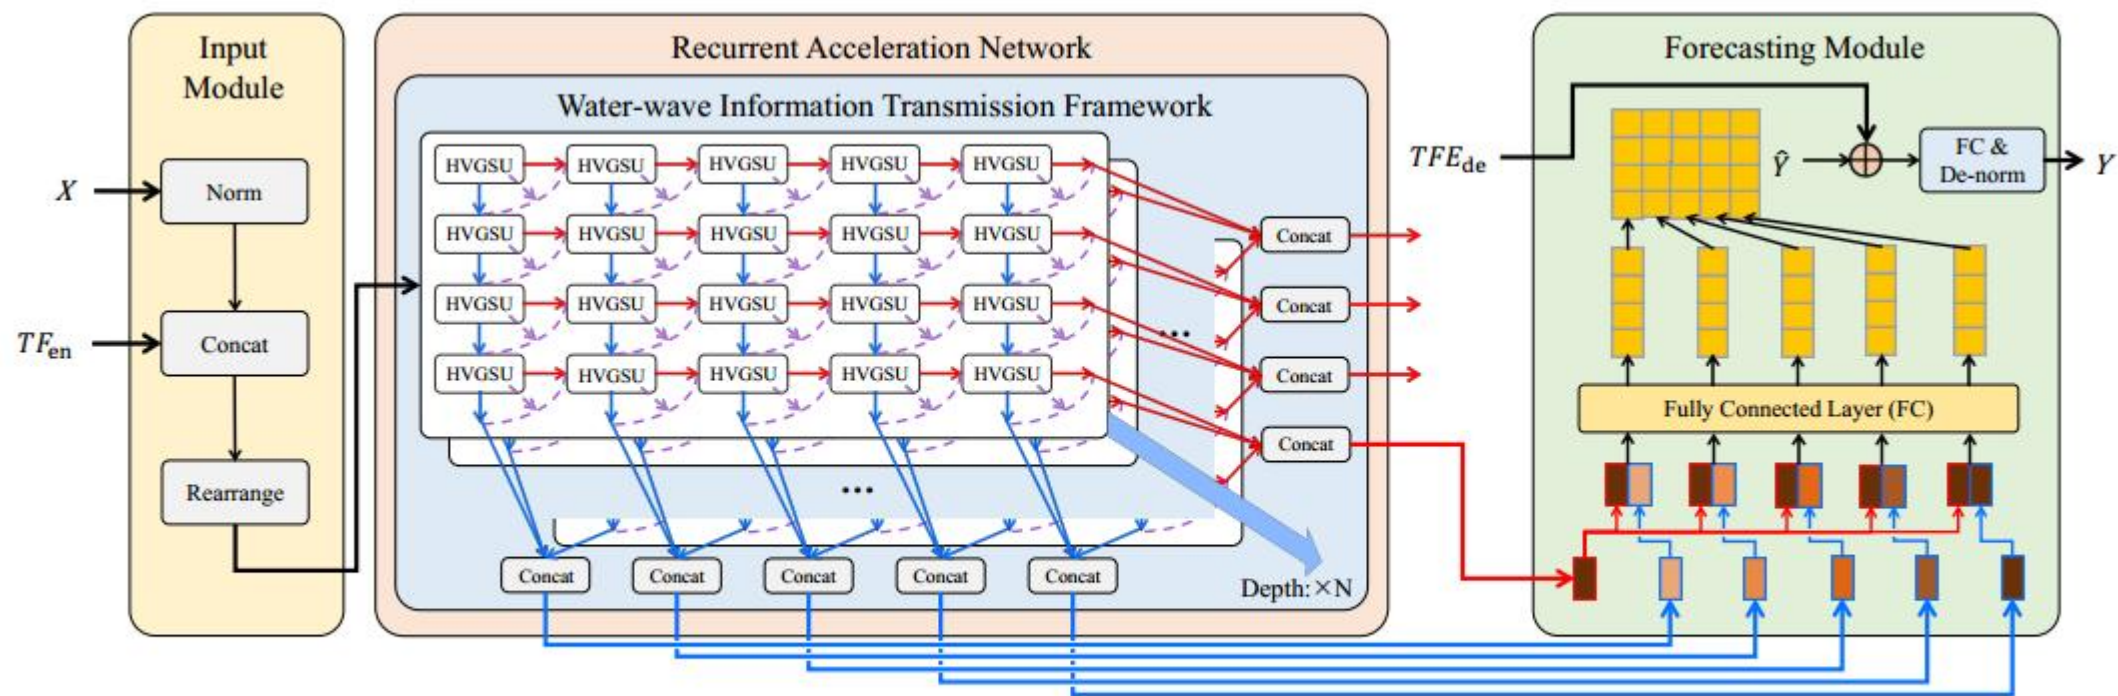 Input
Module
X
Norm
TF_en
Concat
Rearrange
Recurrent Acceleration Network
Water-wave Information Transmission Framework
HVGSU HVGSU HVGSU HVGSU HVGSU
HVGSU HVGSU HVGSU HVGSU HVGSU
HVGSU HVGSU HVGSU HVGSU HVGSU
HVGSU HVGSU HVGSU HVGSU HVGSU
...
...
Concat
Concat
Concat
Concat
Concat Concat Concat Concat Concat
Depth:×N
Forecasting Module
TFE_de
Ŷ
FC &
De-norm
Y
Fully Connected Layer (FC)